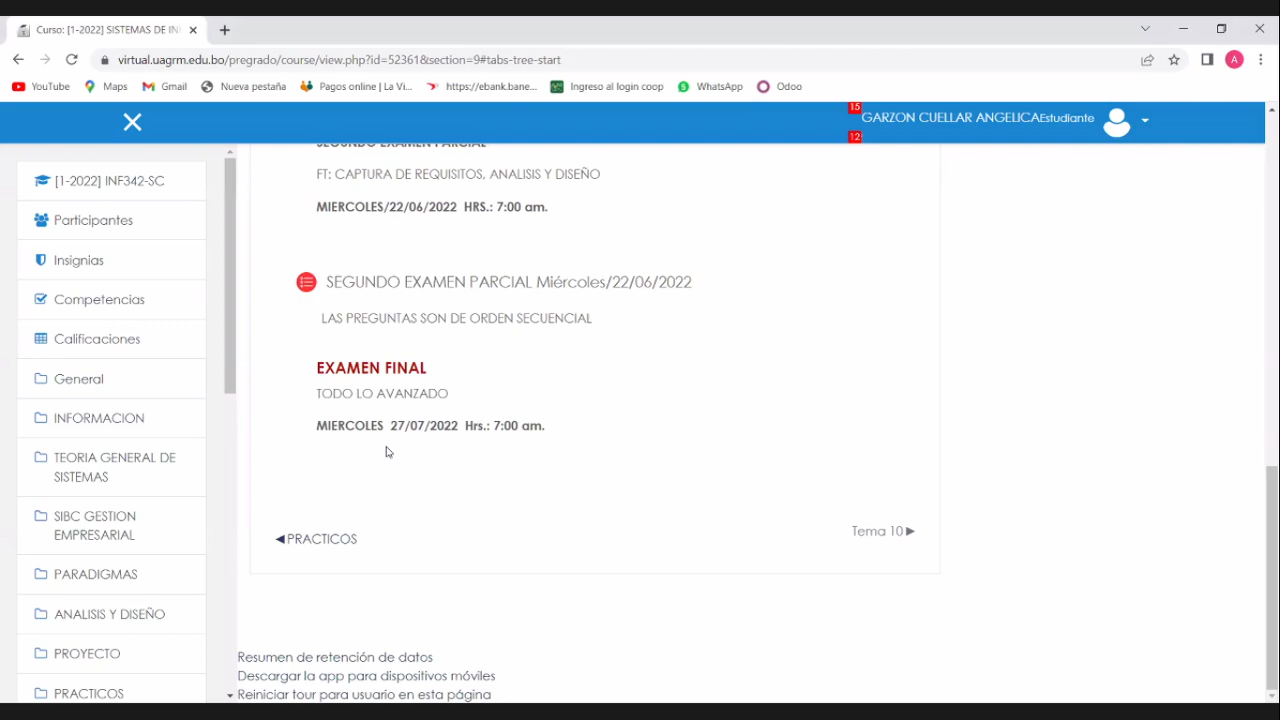 Curso: [1-2022] SISTEMAS DE IN
virtual.uagrm.edu.bo/pregrado/course/view.php?id=52361&section=9#tabs-tree-start
A
YouTube
Maps
Gmail
Nueva pestaña
Pagos online | La Vi...
https://ebank.bane...
Ingreso al login coop
WhatsApp
Odoo
15
GARZON CUELLAR ANGELICAEstudiante
12
[1-2022] INF342-SC
Participantes
Insignias
Competencias
Calificaciones
General
INFORMACION
TEORIA GENERAL DE
SISTEMAS
SIBC GESTION
EMPRESARIAL
PARADIGMAS
ANALISIS Y DISEÑO
PROYECTO
PRACTICOS
SEGUNDO EXAMEN PARCIAL
FT: CAPTURA DE REQUISITOS, ANALISIS Y DISEÑO
MIERCOLES/22/06/2022 HRS.: 7:00 am.
SEGUNDO EXAMEN PARCIAL Miércoles/22/06/2022
LAS PREGUNTAS SON DE ORDEN SECUENCIAL
EXAMEN FINAL
TODO LO AVANZADO
MIERCOLES 27/07/2022 Hrs.: 7:00 am.
◀PRACTICOS
Tema 10▶
Resumen de retención de datos
Descargar la app para dispositivos móviles
Reiniciar tour para usuario en esta página